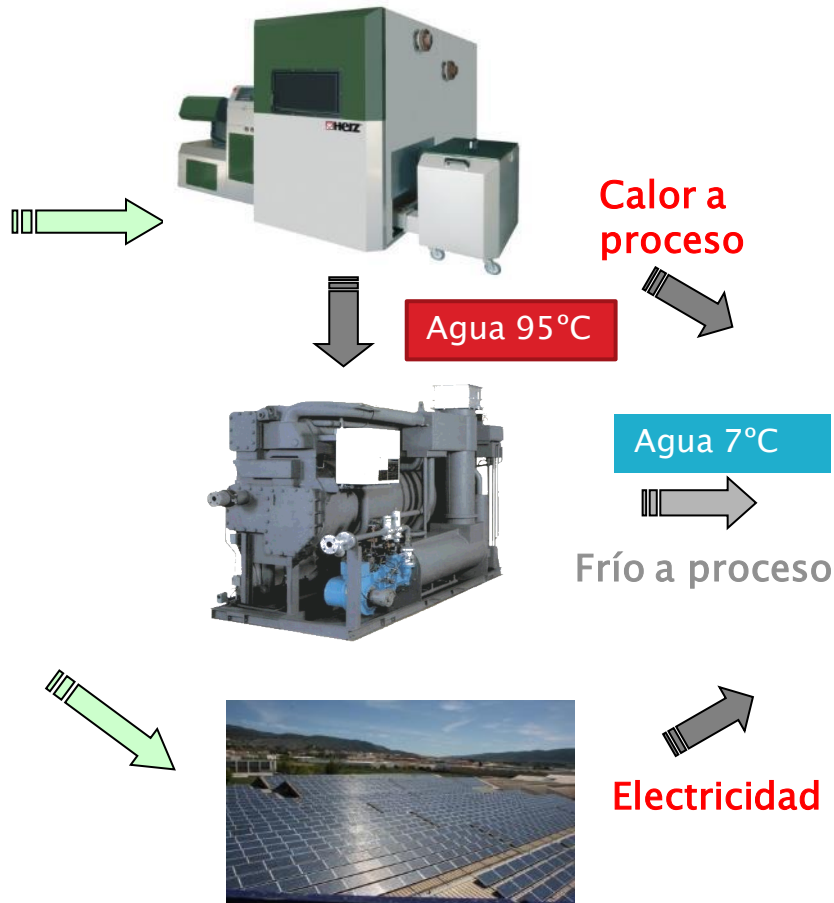 HERZ
Calor a
proceso
Agua 95ºC
Agua 7ºC
Frío a proceso
Electricidad